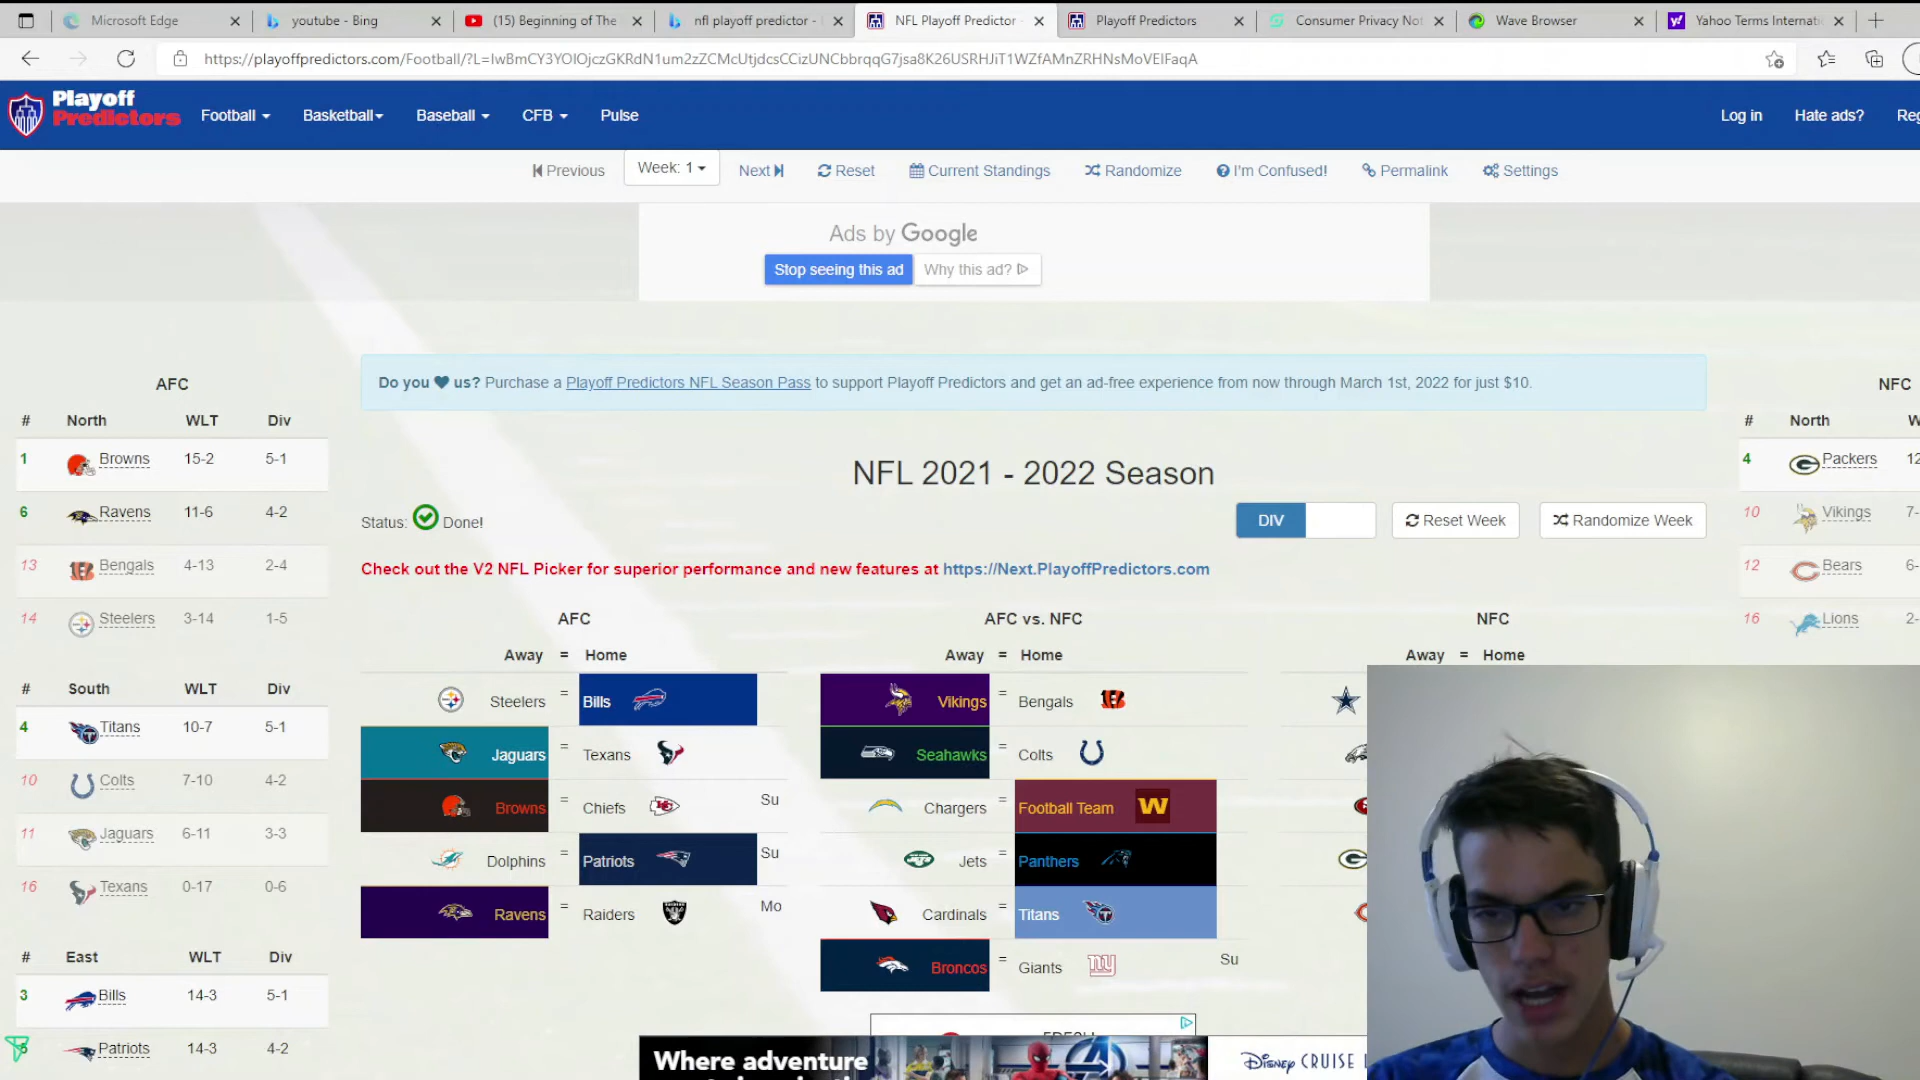 Microsoft Edge
youtube - Bing
(15) Beginning of The
nfl playoff predictor -
NFL Playoff Predictor -
Playoff Predictors
Consumer Privacy Not
Wave Browser
Yahoo Terms Internati
https://playoffpredictors.com/Football/?L=
Playoff Predictors
Football
Basketball
Baseball
CFB
Pulse
Log in
Hate ads?
Reg
Previous
Week: 1
Next
Reset
Current Standings
Randomize
I'm Confused!
Permalink
Settings
Ads by Google
Stop seeing this ad
Why this ad?
Do you us? Purchase a Playoff Predictors NFL Season Pass to support Playoff Predictors and get an ad-free experience from now through March 1st, 2022 for just $10.
AFC
# North WLT Div
1 Browns 15-2 5-1
6 Ravens 11-6 4-2
13 Bengals 4-13 2-4
14 Steelers 3-14 1-5
# South WLT Div
4 Titans 10-7 5-1
10 Colts 7-10 4-2
11 Jaguars 6-11 3-3
16 Texans 0-17 0-6
# East WLT Div
3 Bills 14-3 5-1
Patriots 14-3 4-2
NFL 2021 - 2022 Season
Status: Done!
DIV
Reset Week
Randomize Week
Check out the V2 NFL Picker for superior performance and new features at https://Next.PlayoffPredictors.com
AFC
Away = Home
Steelers = Bills
Jaguars = Texans
Browns = Chiefs Su
Dolphins = Patriots Su
Ravens = Raiders Mo
AFC vs. NFC
Away = Home
Vikings = Bengals
Seahawks = Colts
Chargers = Football Team W
Jets = Panthers
Cardinals = Titans
Broncos = Giants ny Su
NFC
Away = Home
NFC
# North W
4 Packers 12
10 Vikings 7-
12 Bears 6-
16 Lions 2-
Where adventure
Disney CRUISE